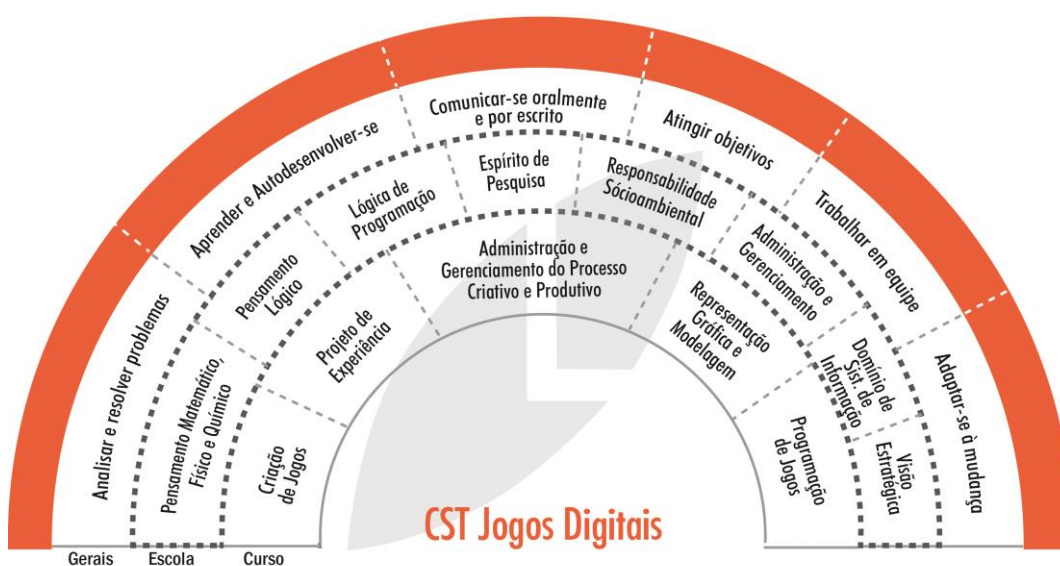 Analisar e resolver problemas
Aprender e Autodesenvolver-se
Comunicar-se oralmente
e por escrito
Atingir objetivos
Trabalhar em equipe
Adaptar-se à mudança
Pensamento Matemático,
Físico e Químico
Pensamento
Lógico
Lógica de
Programação
Espírito de
Pesquisa
Responsabilidade
Sócioambiental
Administração e
Gerenciamento
Domínio de
Sist. de
Informação
Visão
Estratégica
Criação
de Jogos
Projeto de
Experiência
Administração e
Gerenciamento do Processo
Criativo e Produtivo
Representação
Gráfica e
Modelagem
Programação
de Jogos
CST Jogos Digitais
Gerais
Escola
Curso